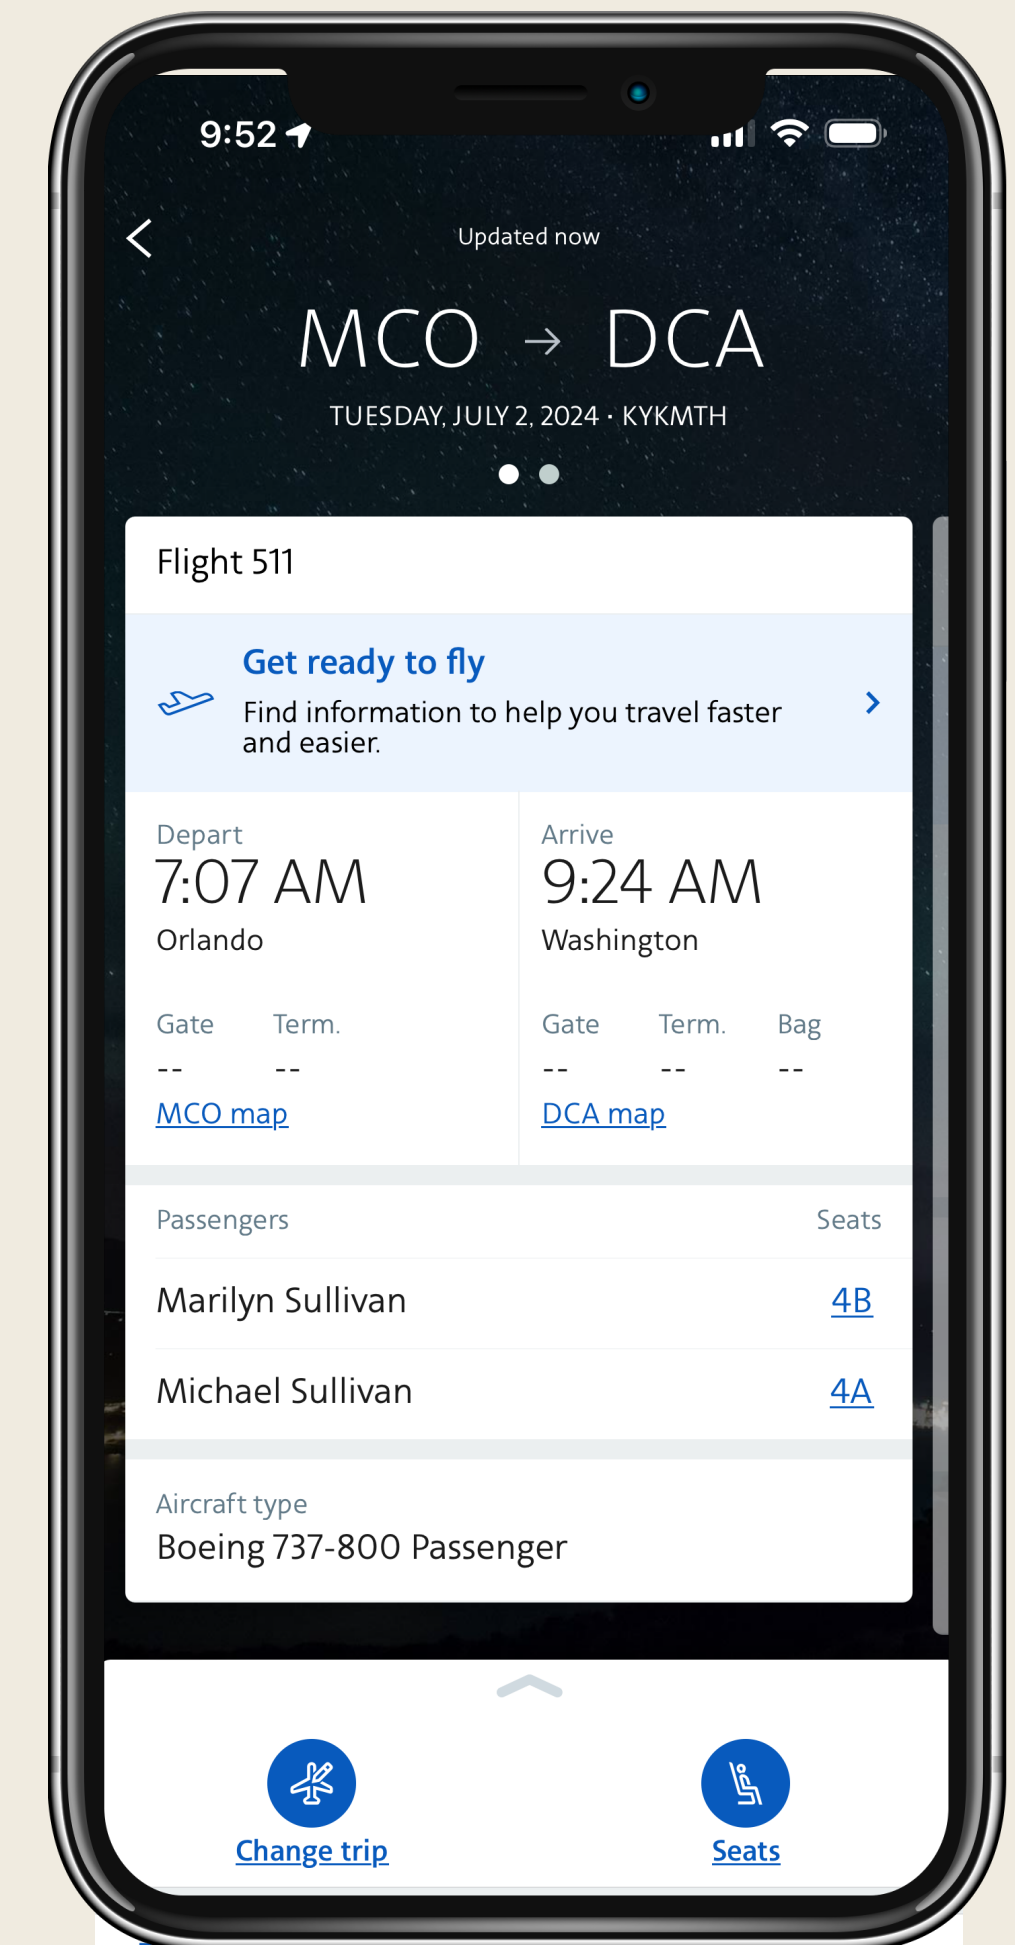 9:52
Updated now
MCO → DCA
TUESDAY, JULY 2, 2024 · KYKMTH
Flight 511
Get ready to fly
Find information to help you travel faster
and easier.
Depart
7:07 AM
Orlando
Gate Term.
-- --
MCO map
Arrive
9:24 AM
Washington
Gate Term. Bag
-- -- --
DCA map
Passengers Seats
Marilyn Sullivan 4B
Michael Sullivan 4A
Aircraft type
Boeing 737-800 Passenger
Change trip
Seats